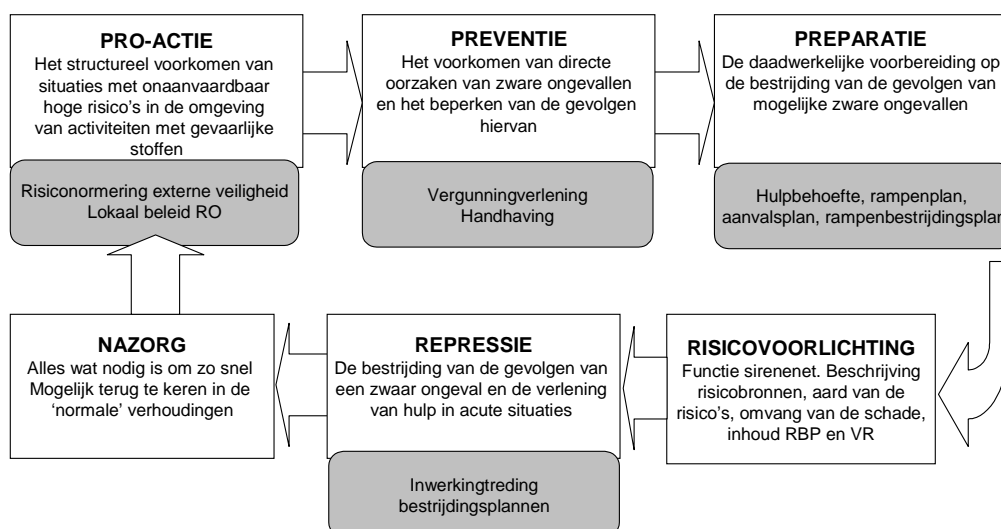 PRO-ACTIE
Het structureel voorkomen van
situaties met onaanvaardbaar
hoge risico's in de omgeving
van activiteiten met gevaarlijke
stoffen
Risiconormering externe veiligheid
Lokaal beleid RO
PREVENTIE
Het voorkomen van directe
oorzaken van zware ongevallen
en het beperken van de gevolgen
hiervan
Vergunningverlening
Handhaving
PREPARATIE
De daadwerkelijke voorbereiding op
de bestrijding van de gevolgen van
mogelijke zware ongevallen
Hulpbehoefte, rampenplan,
aanvalsplan, rampenbestrijdingsplan
RISICOVOORLICHTING
Functie sirenenet. Beschrijving
risicobronnen, aard van de
risico's, omvang van de schade,
inhoud RBP en VR
REPRESSIE
De bestrijding van de gevolgen van
een zwaar ongeval en de verlening
van hulp in acute situaties
Inwerkingtreding
bestrijdingsplannen
NAZORG
Alles wat nodig is om zo snel
Mogelijk terug te keren in de
'normale' verhoudingen